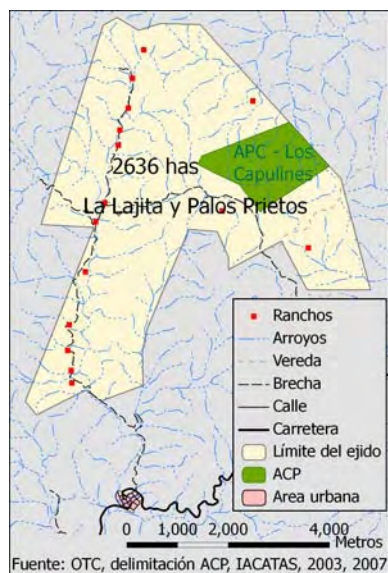 2636 has
APC - Los
Capulines
La Lajita y Palos Prietos
Ranchos
Arroyos
Vereda
Brecha
Calle
Carretera
Límite del ejido
ACP
Area urbana
0 1,000 2,000 4,000
Metros
Fuente: OTC, delimitación ACP, IACATAS, 2003, 2007